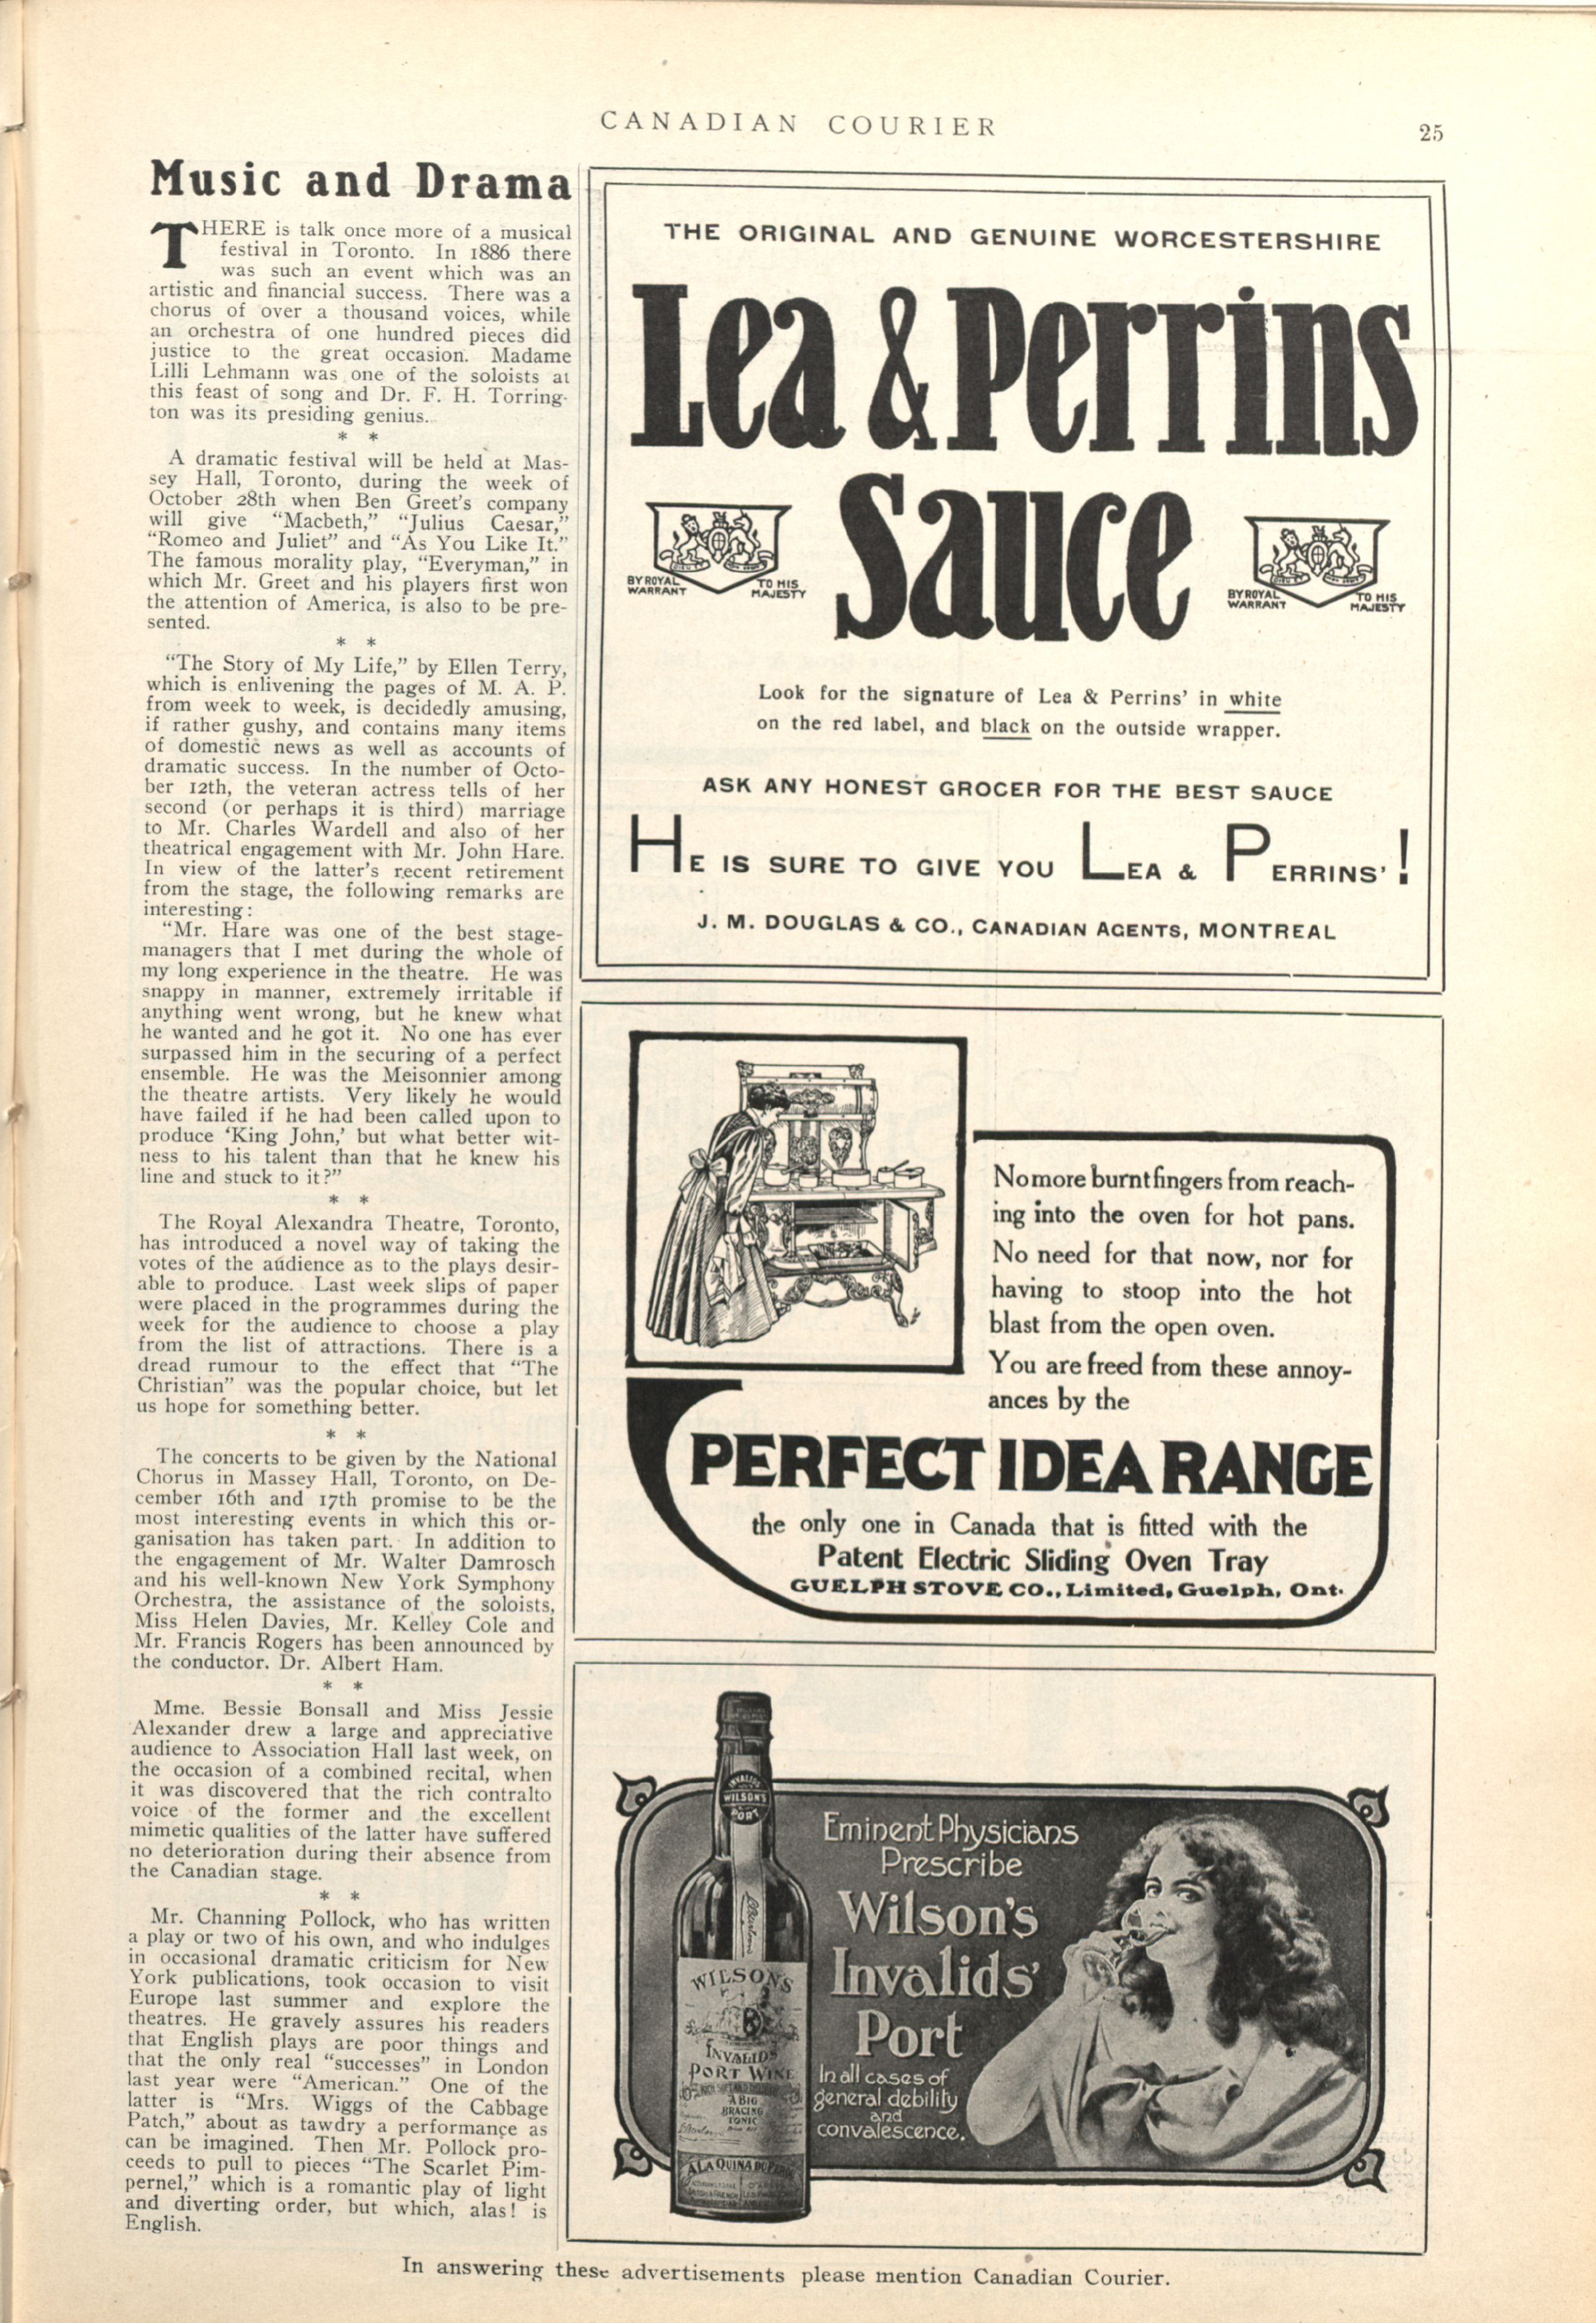 CANADIAN COURIER
25
Music and Drama
THERE is talk once more of a musical
festival in Toronto. In 1886 there
was such an event which was an
artistic and financial success. There was a
chorus of over a thousand voices, while
an orchestra of one hundred pieces did
justice to the great occasion. Madame
Lilli Lehmann was one of the soloists at
this feast of song and Dr. F. H. Torring-
ton was its presiding genius.
* *
A dramatic festival will be held at Mas-
sey Hall, Toronto, during the week of
October 28th when Ben Greet's company
will give "Macbeth," "Julius Caesar,"
"Romeo and Juliet" and "As You Like It."
The famous morality play, "Everyman," in
which Mr. Greet and his players first won
the attention of America, is also to be pre-
sented.
* *
"The Story of My Life," by Ellen Terry,
which is enlivening the pages of M. A. P.
from week to week, is decidedly amusing,
if rather gushy, and contains many items
of domestic news as well as accounts of
dramatic success. In the number of Octo-
ber 12th, the veteran actress tells of her
second (or perhaps it is third) marriage
to Mr. Charles Wardell and also of her
theatrical engagement with Mr. John Hare.
In view of the latter's recent retirement
from the stage, the following remarks are
interesting:
"Mr. Hare was one of the best stage-
managers that I met during the whole of
my long experience in the theatre. He was
snappy in manner, extremely irritable if
anything went wrong, but he knew what
he wanted and he got it. No one has ever
surpassed him in the securing of a perfect
ensemble. He was the Meisonnier among
the theatre artists. Very likely he would
have failed if he had been called upon to
produce 'King John,' but what better wit-
ness to his talent than that he knew his
line and stuck to it?"
* *
The Royal Alexandra Theatre, Toronto,
has introduced a novel way of taking the
votes of the audience as to the plays desir-
able to produce. Last week slips of paper
were placed in the programmes during the
week for the audience to choose a play
from the list of attractions. There is a
dread rumour to the effect that "The
Christian" was the popular choice, but let
us hope for something better.
* *
The concerts to be given by the National
Chorus in Massey Hall, Toronto, on De-
cember 16th and 17th promise to be the
most interesting events in which this or-
ganisation has taken part. In addition to
the engagement of Mr. Walter Damrosch
and his well-known New York Symphony
Orchestra, the assistance of the soloists,
Miss Helen Davies, Mr. Kelley Cole and
Mr. Francis Rogers has been announced by
the conductor. Dr. Albert Ham.
* *
Mme. Bessie Bonsall and Miss Jessie
Alexander drew a large and appreciative
audience to Association Hall last week, on
the occasion of a combined recital, when
it was discovered that the rich contralto
voice of the former and the excellent
mimetic qualities of the latter have suffered
no deterioration during their absence from
the Canadian stage.
* *
Mr. Channing Pollock, who has written
a play or two of his own, and who indulges
in occasional dramatic criticism for New
York publications, took occasion to visit
Europe last summer and explore the
theatres. He gravely assures his readers
that English plays are poor things and
that the only real "successes" in London
last year were "American." One of the
latter is "Mrs. Wiggs of the Cabbage
Patch," about as tawdry a performance as
can be imagined. Then Mr. Pollock pro-
ceeds to pull to pieces "The Scarlet Pim-
pernel," which is a romantic play of light
and diverting order, but which, alas! is
English.
THE ORIGINAL AND GENUINE WORCESTERSHIRE
Lea & Perrins
Sauce
BY ROYAL WARRANT
TO HIS MAJESTY
BY ROYAL WARRANT
TO HIS MAJESTY
Look for the signature of Lea & Perrins' in white
on the red label, and black on the outside wrapper.
ASK ANY HONEST GROCER FOR THE BEST SAUCE
HE IS SURE TO GIVE YOU LEA & PERRINS'!
J. M. DOUGLAS & CO., CANADIAN AGENTS, MONTREAL
No more burnt fingers from reach-
ing into the oven for hot pans.
No need for that now, nor for
having to stoop into the hot
blast from the open oven.
You are freed from these annoy-
ances by the
PERFECT IDEA RANGE
the only one in Canada that is fitted with the
Patent Electric Sliding Oven Tray
GUELPH STOVE CO., Limited, Guelph, Ont.
INVALIDS
WILSON'S
PORT
WILSON'S
INVALIDS
PORT WINE
A BIG
BRACING
TONIC
A LA QUINA DU
Eminent Physicians
Prescribe
Wilson's
Invalids'
Port
In all cases of
general debility
and
convalescence.
In answering these advertisements please mention Canadian Courier.